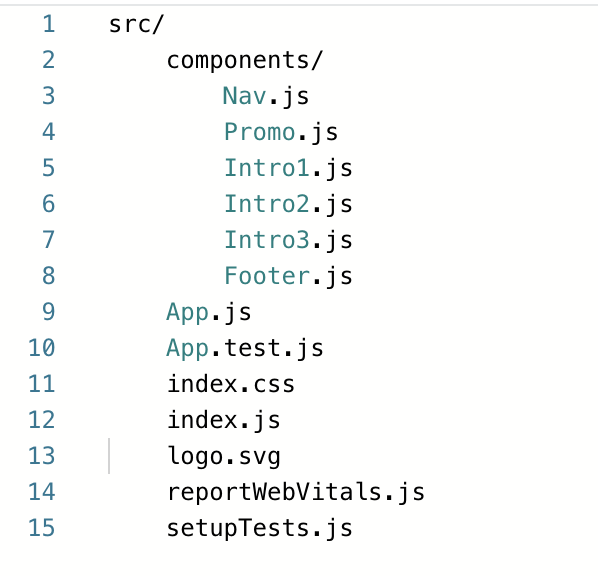 1 src/
2 components/
3 Nav.js
4 Promo.js
5 Intro1.js
6 Intro2.js
7 Intro3.js
8 Footer.js
9 App.js
10 App.test.js
11 index.css
12 index.js
13 logo.svg
14 reportWebVitals.js
15 setupTests.js